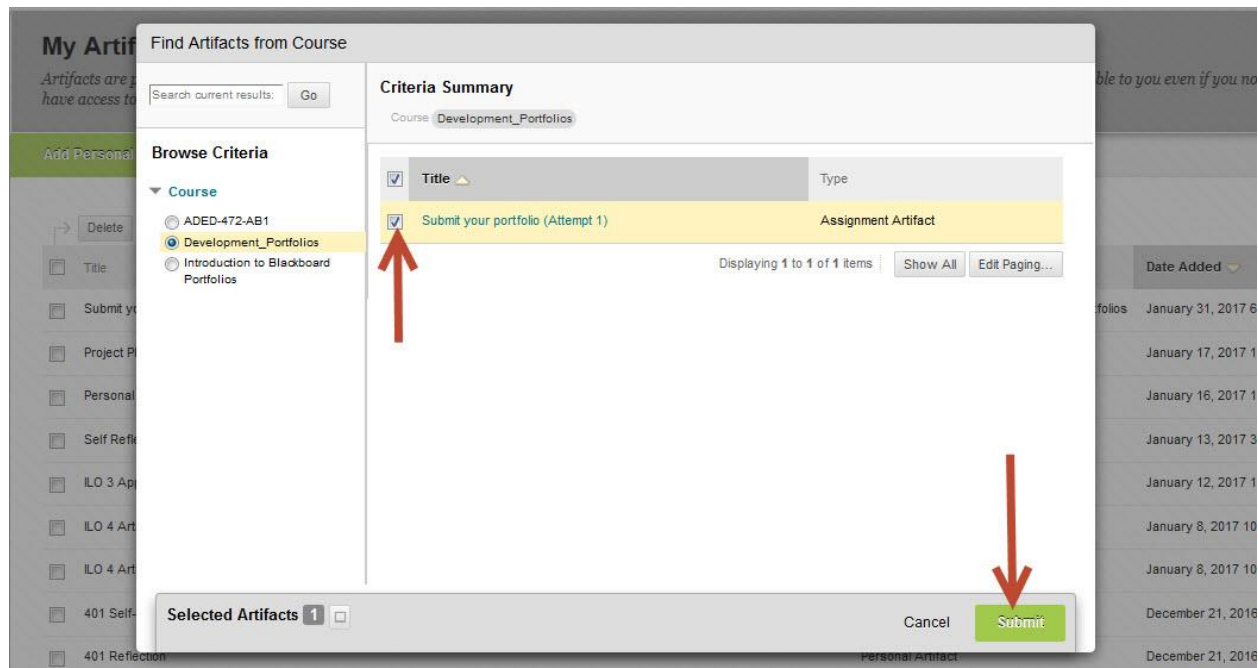 My Artif
Artifacts are p
have access to
ble to you even if you no
Add Personal
Delete
Title
Date Added
Submit yo
folios January 31, 2017 6
Project Pl
January 17, 2017 1
Personal
January 16, 2017 1
Self Refle
January 13, 2017 3
ILO 3 App
January 12, 2017 1
ILO 4 Art
January 8, 2017 10
ILO 4 Art
January 8, 2017 10
401 Self-
December 21, 2016
401 Reflection Personal Artifact December 21, 2016
Find Artifacts from Course
Search current results: Go
Browse Criteria
Course
ADED-472-AB1
Development_Portfolios
Introduction to Blackboard
Portfolios
Criteria Summary
Course Development_Portfolios
Title Type
Submit your portfolio (Attempt 1) Assignment Artifact
Displaying 1 to 1 of 1 items Show All Edit Paging...
Selected Artifacts 1
Cancel Submit